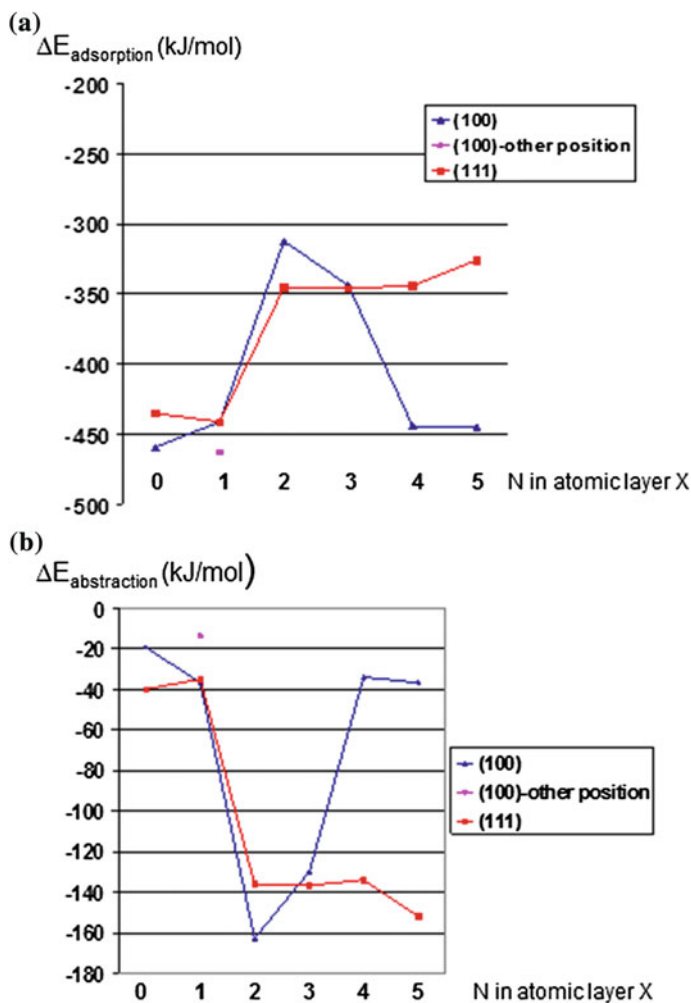 (a)
ΔEadsorption (kJ/mol)
-200
-250
-300
-350
-400
-450
-500
(100)
(100)-other position
(111)
0 1 2 3 4 5 N in atomic layer X
(b)
ΔEabstraction (kJ/mol)
0
-20
-40
-60
-80
-100
-120
-140
-160
-180
(100)
(100)-other position
(111)
0 1 2 3 4 5 N in atomic layer X